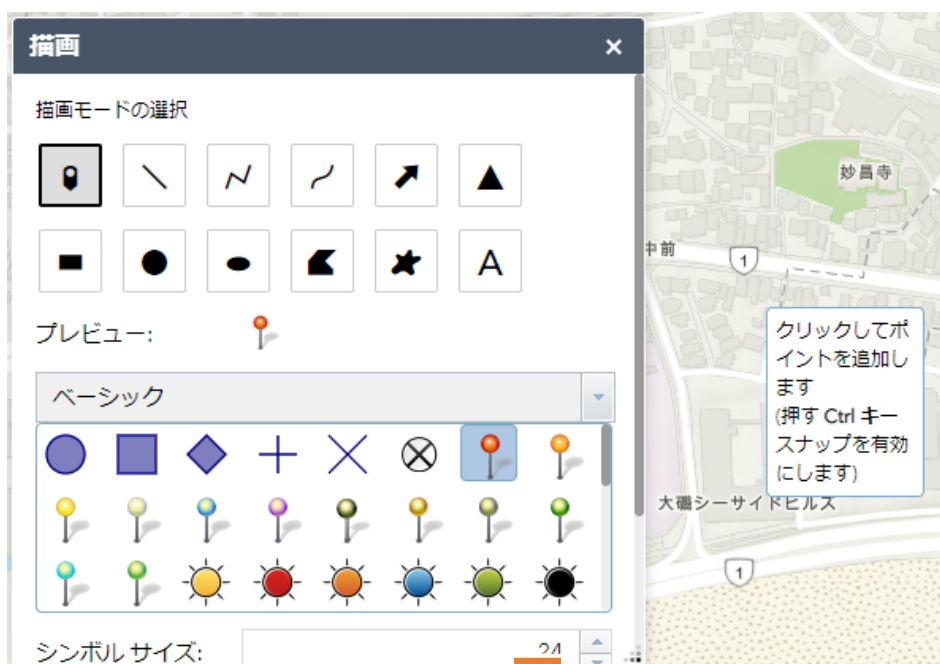 描画
×
描画モードの選択
A
プレビュー:
ベーシック
シンボル サイズ:
24
妙昌寺
中前
1
クリックしてポ
イントを追加し
ます
(押す Ctrl キー
スナップを有効
にします)
大磯シーサイドヒルズ
1